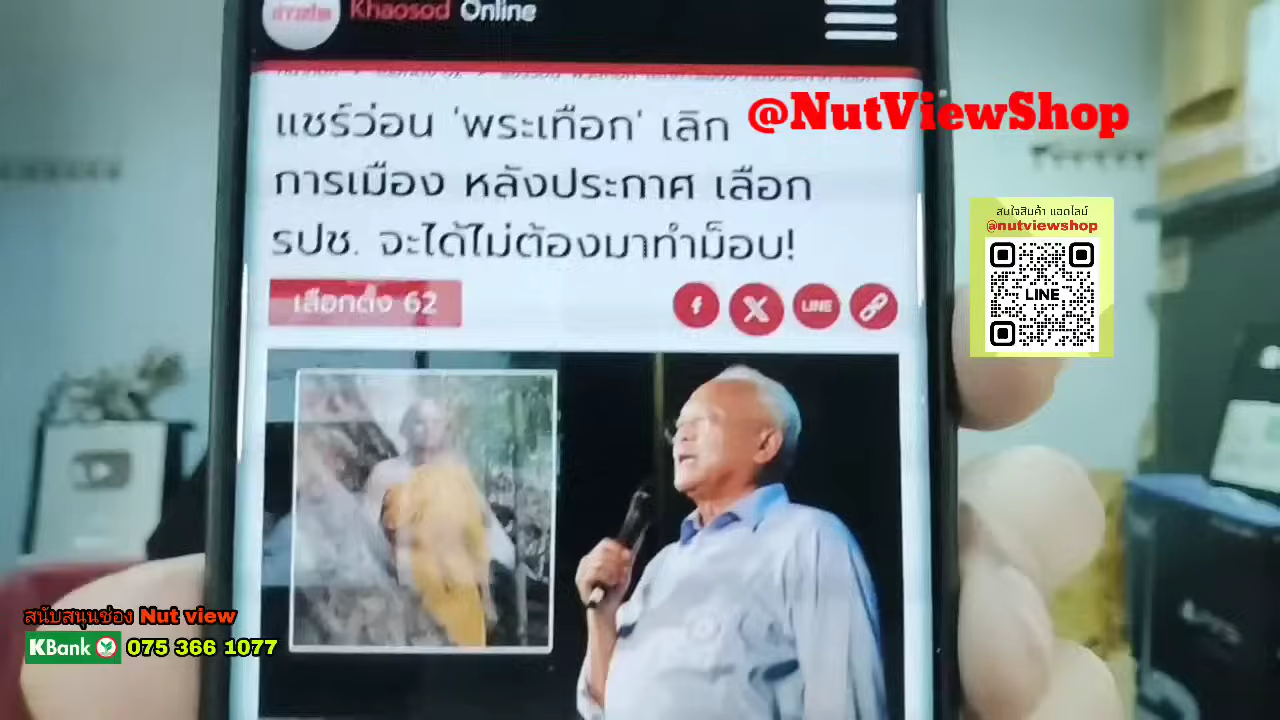 ข่าวสด
Khaosod Online
แชร์ว่อน 'พระเทือก' เลิก
การเมือง หลังประกาศ เลือก
รปช. จะได้ไม่ต้องมาทำม็อบ!
@NutViewShop
สนใจสินค้า แอดไลน์
@nutviewshop
LINE
เลือกตั้ง 62
f
X
LINE
สนับสนุนช่อง Nut view
KBank
075 366 1077